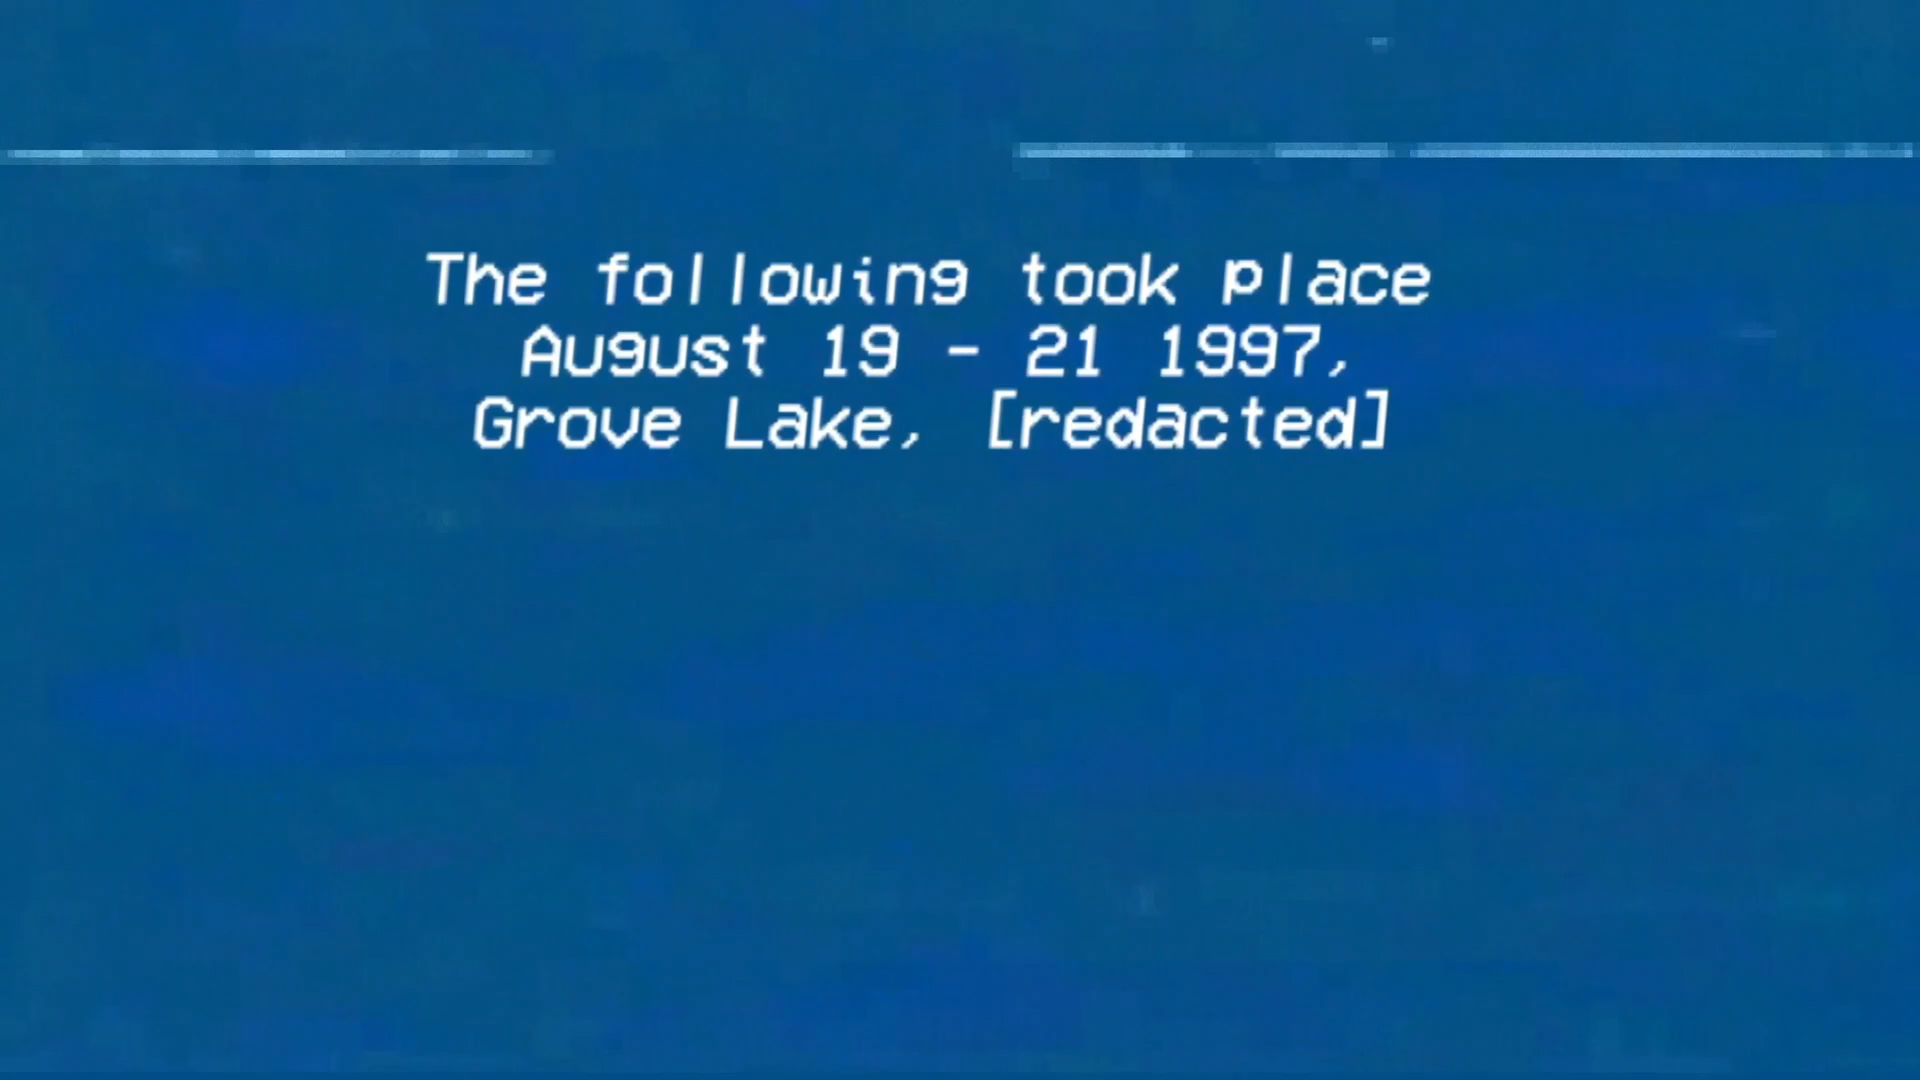 The following took place
August 19 - 21 1997,
Grove Lake, [redacted]